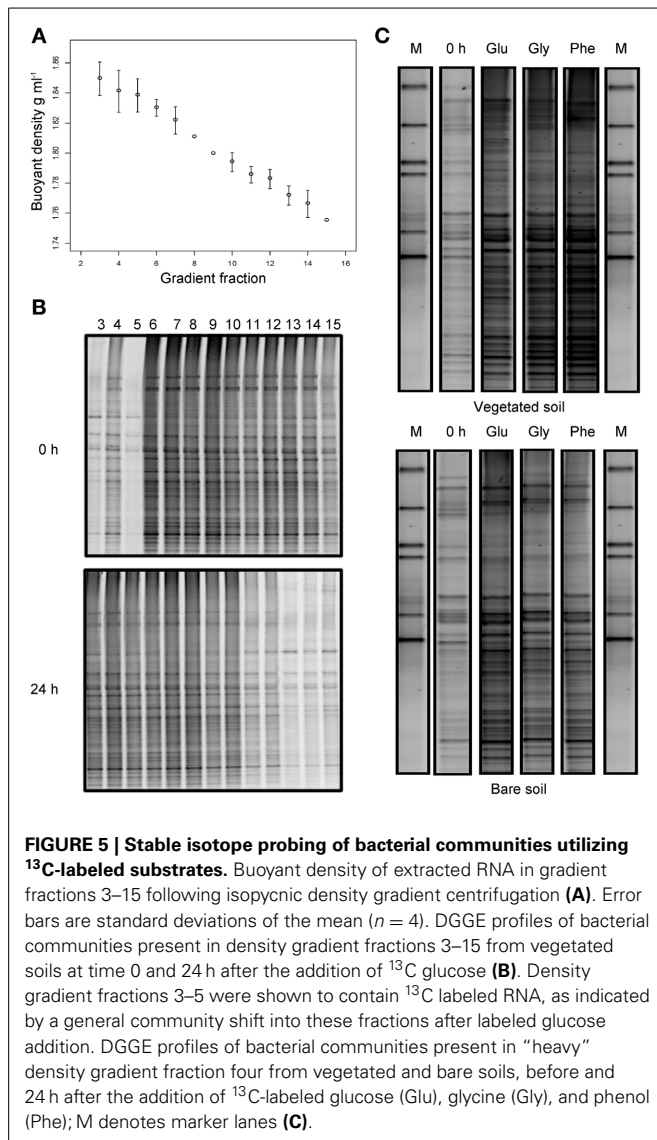 A
Buoyant density g ml⁻¹
1.86
1.84
1.82
1.80
1.78
1.76
1.74
2 4 6 8 10 12 14 16
Gradient fraction
B
3 4 5 6 7 8 9 10 11 12 13 14 15
0 h
24 h
C
M 0 h Glu Gly Phe M
Vegetated soil
M 0 h Glu Gly Phe M
Bare soil
FIGURE 5 | Stable isotope probing of bacterial communities utilizing
¹³C-labeled substrates. Buoyant density of extracted RNA in gradient
fractions 3–15 following isopycnic density gradient centrifugation (A). Error
bars are standard deviations of the mean (n = 4). DGGE profiles of bacterial
communities present in density gradient fractions 3–15 from vegetated
soils at time 0 and 24 h after the addition of ¹³C glucose (B). Density
gradient fractions 3–5 were shown to contain ¹³C labeled RNA, as indicated
by a general community shift into these fractions after labeled glucose
addition. DGGE profiles of bacterial communities present in “heavy”
density gradient fraction four from vegetated and bare soils, before and
24 h after the addition of ¹³C-labeled glucose (Glu), glycine (Gly), and phenol
(Phe); M denotes marker lanes (C).